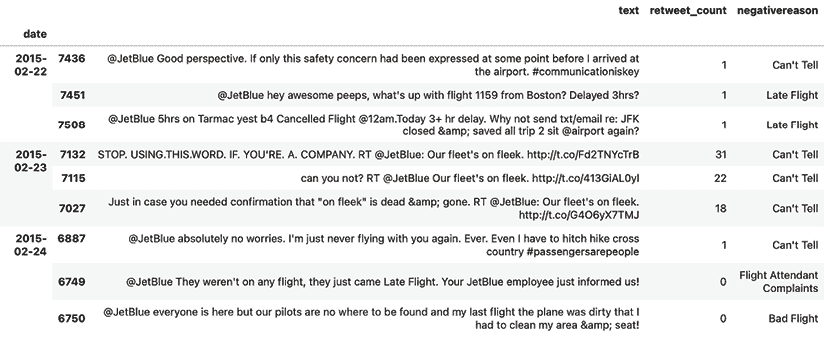 text retweet_count negativereason
date
2015-
02-22
7436 @JetBlue Good perspective. If only this safety concern had been expressed at some point before I arrived at
the airport. #communicationiskey 1 Can't Tell
7451 @JetBlue hey awesome peeps, what's up with flight 1159 from Boston? Delayed 3hrs? 1 Late Flight
7506 @JetBlue 5hrs on Tarmac yest b4 Cancelled Flight @12am.Today 3+ hr delay. Why not send txt/email re: JFK
closed &amp; saved all trip 2 sit @airport again? 1 Late Flight
2015-
02-23
7132 STOP. USING.THIS.WORD. IF. YOU'RE. A. COMPANY. RT @JetBlue: Our fleet's on fleek. http://t.co/Fd2TNYcTrB 31 Can't Tell
7115 can you not? RT @JetBlue Our fleet's on fleek. http://t.co/413GiAL0yl 22 Can't Tell
7027 Just in case you needed confirmation that "on fleek" is dead &amp; gone. RT @JetBlue: Our fleet's on fleek.
http://t.co/G4O6yX7TMJ 18 Can't Tell
2015-
02-24
6887 @JetBlue absolutely no worries. I'm just never flying with you again. Ever. Even I have to hitch hike cross
country #passengersarepeople 1 Can't Tell
6749 @JetBlue They weren't on any flight, they just came Late Flight. Your JetBlue employee just informed us! 0 Flight Attendant
Complaints
6750 @JetBlue everyone is here but our pilots are no where to be found and my last flight the plane was dirty that I
had to clean my area &amp; seat! 0 Bad Flight